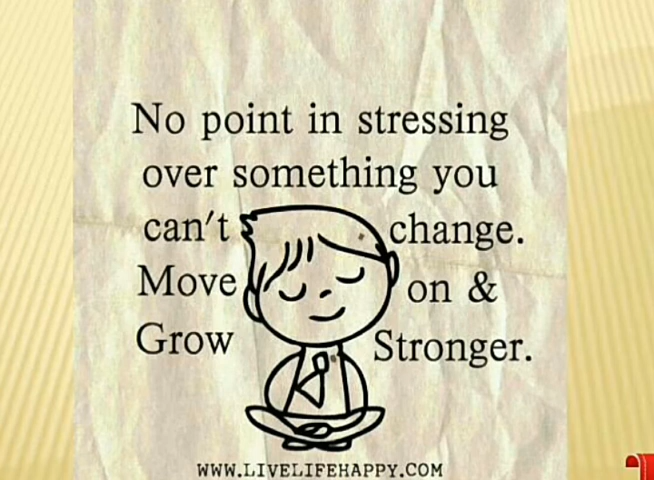 No point in stressing
over something you
can't change.
Move on &
Grow Stronger.
WWW.LIVELIFEHAPPY.COM